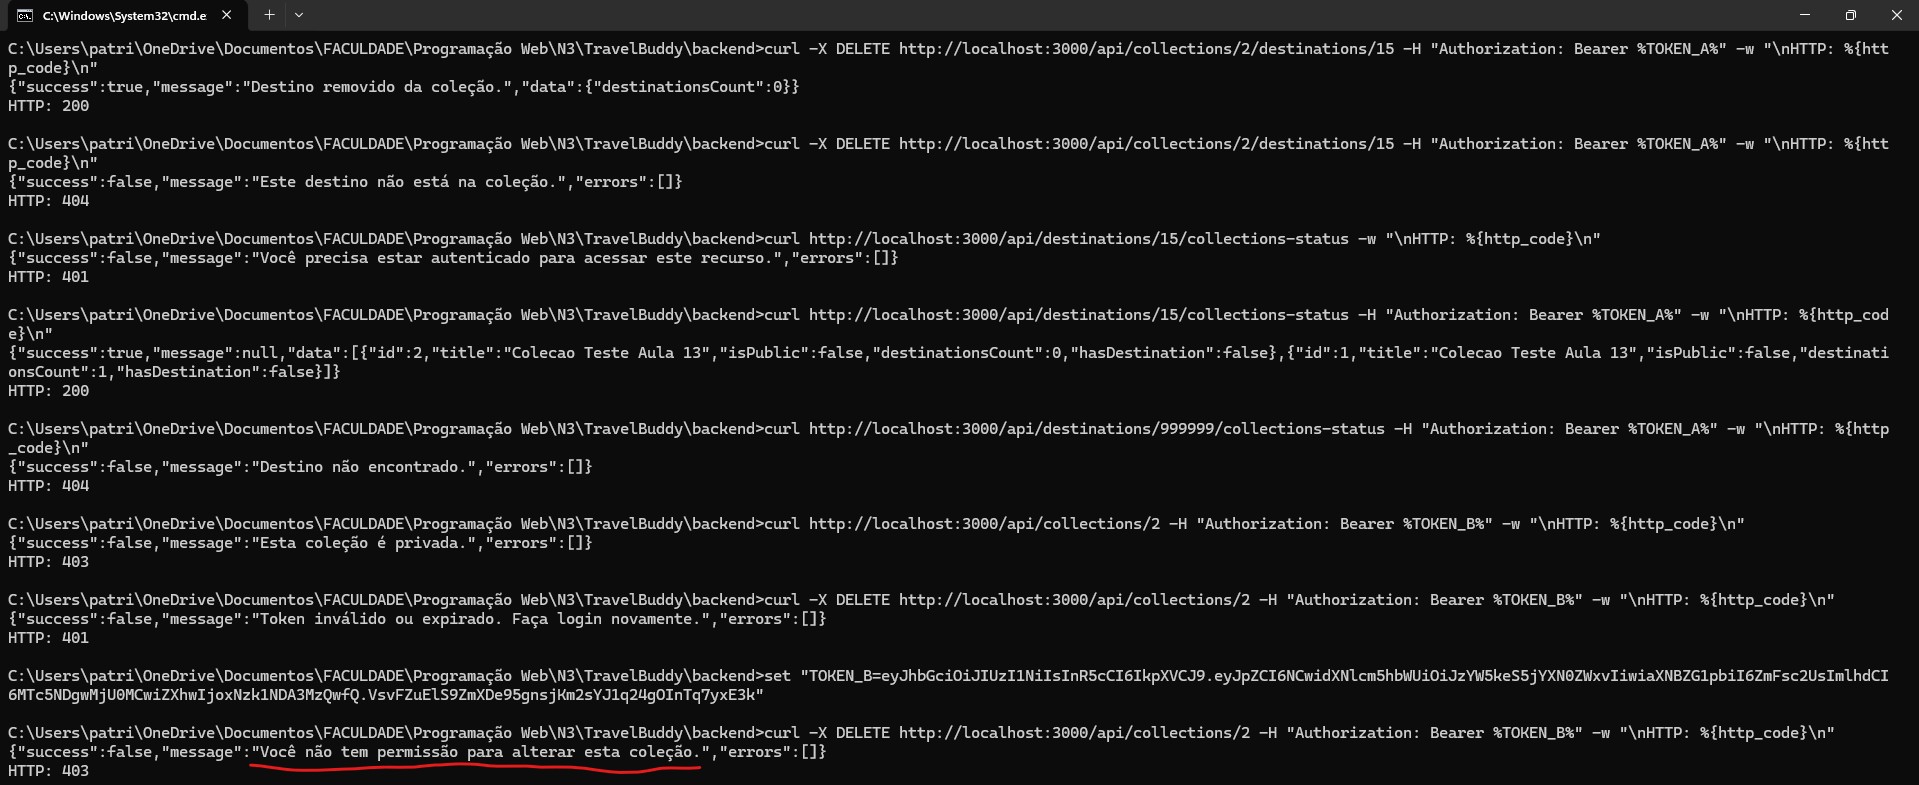 C:\Windows\System32\cmd.e
C:\Users\patri\OneDrive\Documentos\FACULDADE\Programação Web\N3\TravelBuddy\backend>curl -X DELETE http://localhost:3000/api/collections/2/destinations/15 -H "Authorization: Bearer %TOKEN_A%" -w "\nHTTP: %{htt
p_code}\n"
{"success":true,"message":"Destino removido da coleção.","data":{"destinationsCount":0}}
HTTP: 200
C:\Users\patri\OneDrive\Documentos\FACULDADE\Programação Web\N3\TravelBuddy\backend>curl -X DELETE http://localhost:3000/api/collections/2/destinations/15 -H "Authorization: Bearer %TOKEN_A%" -w "\nHTTP: %{htt
p_code}\n"
{"success":false,"message":"Este destino não está na coleção.","errors":[]}
HTTP: 404
C:\Users\patri\OneDrive\Documentos\FACULDADE\Programação Web\N3\TravelBuddy\backend>curl http://localhost:3000/api/destinations/15/collections-status -w "\nHTTP: %{http_code}\n"
{"success":false,"message":"Você precisa estar autenticado para acessar este recurso.","errors":[]}
HTTP: 401
C:\Users\patri\OneDrive\Documentos\FACULDADE\Programação Web\N3\TravelBuddy\backend>curl http://localhost:3000/api/destinations/15/collections-status -H "Authorization: Bearer %TOKEN_A%" -w "\nHTTP: %{http_cod
e}\n"
{"success":true,"message":null,"data":[{"id":2,"title":"Colecao Teste Aula 13","isPublic":false,"destinationsCount":0,"hasDestination":false},{"id":1,"title":"Colecao Teste Aula 13","isPublic":false,"destinati
onsCount":1,"hasDestination":false}]}
HTTP: 200
C:\Users\patri\OneDrive\Documentos\FACULDADE\Programação Web\N3\TravelBuddy\backend>curl http://localhost:3000/api/destinations/999999/collections-status -H "Authorization: Bearer %TOKEN_A%" -w "\nHTTP: %{http
_code}\n"
{"success":false,"message":"Destino não encontrado.","errors":[]}
HTTP: 404
C:\Users\patri\OneDrive\Documentos\FACULDADE\Programação Web\N3\TravelBuddy\backend>curl http://localhost:3000/api/collections/2 -H "Authorization: Bearer %TOKEN_B%" -w "\nHTTP: %{http_code}\n"
{"success":false,"message":"Esta coleção é privada.","errors":[]}
HTTP: 403
C:\Users\patri\OneDrive\Documentos\FACULDADE\Programação Web\N3\TravelBuddy\backend>curl -X DELETE http://localhost:3000/api/collections/2 -H "Authorization: Bearer %TOKEN_B%" -w "\nHTTP: %{http_code}\n"
{"success":false,"message":"Token inválido ou expirado. Faça login novamente.","errors":[]}
HTTP: 401
C:\Users\patri\OneDrive\Documentos\FACULDADE\Programação Web\N3\TravelBuddy\backend>set "TOKEN_B=eyJhbGciOiJIUzI1NiIsInR5cCI6IkpXVCJ9.eyJpZCI6NCwidXNlcm5hbWUiOiJzYW5keS5jYXN0ZWxvIiwiaXNBZG1pbiI6ZmFsc2UsImlhdCI
6MTc5NDgwMjU0MCwiZXhwIjoxNzk1NDA3MzQwfQ.VsvFZuElS9ZmXDe95gnsjKm2sYJ1q24gOInTq7yxE3k"
C:\Users\patri\OneDrive\Documentos\FACULDADE\Programação Web\N3\TravelBuddy\backend>curl -X DELETE http://localhost:3000/api/collections/2 -H "Authorization: Bearer %TOKEN_B%" -w "\nHTTP: %{http_code}\n"
{"success":false,"message":"Você não tem permissão para alterar esta coleção.","errors":[]}
HTTP: 403